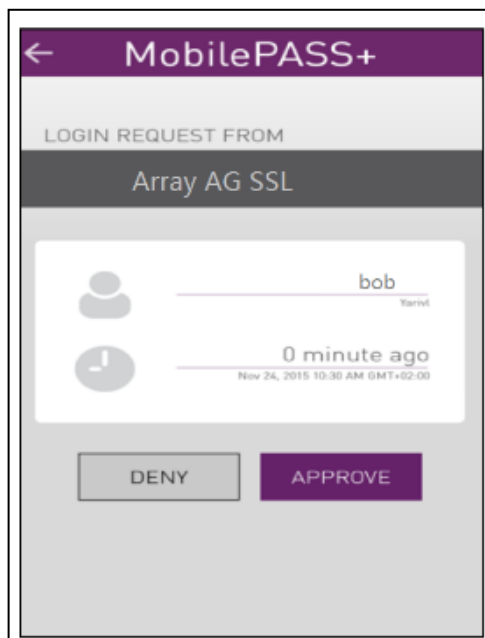 MobilePASS+
LOGIN REQUEST FROM
Array AG SSL
bob
Yarivl
0 minute ago
Nov 24, 2015 10:30 AM GMT+02:00
DENY APPROVE